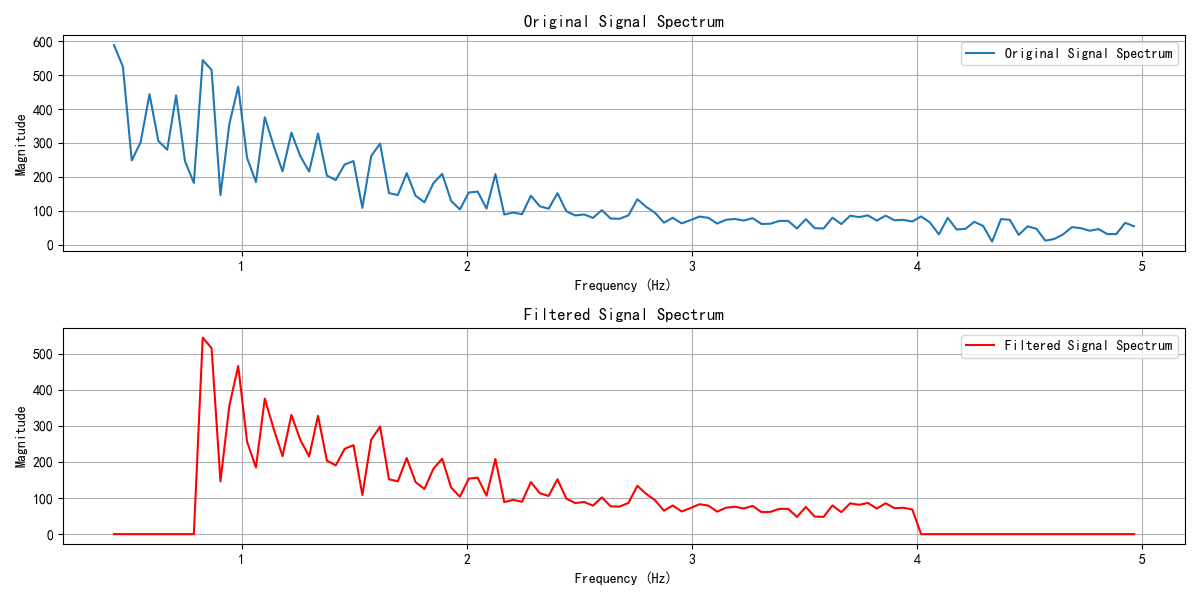 Original Signal Spectrum
600
500
400
300
200
100
0
Magnitude
Original Signal Spectrum
1
2
3
4
5
Frequency (Hz)
Filtered Signal Spectrum
500
400
300
200
100
0
Magnitude
Filtered Signal Spectrum
1
2
3
4
5
Frequency (Hz)